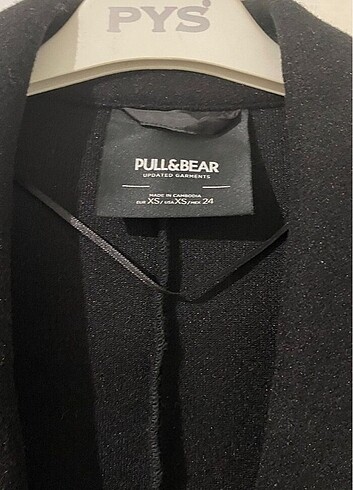 PYS
PULL&BEAR
UPDATED GARMENTS
MADE IN CAMBODIA
EUR XS/ USA XS/ MEX 24